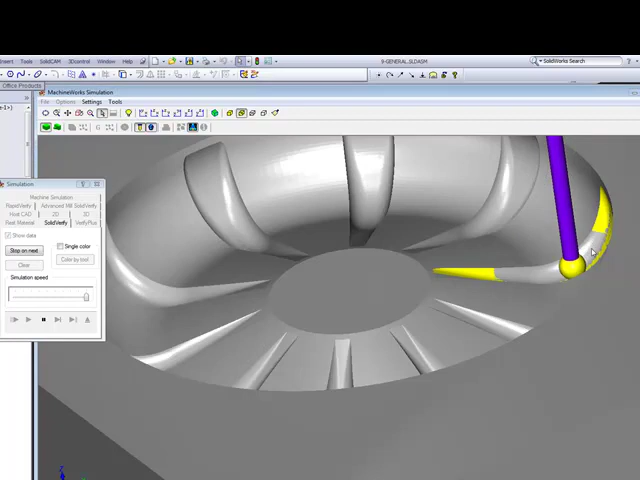 Insert Tools SolidCAM 3Dcontrol Window Help
8-GENERAL.SLDASM
SolidWorks Search
Office Products
MachineWorks Simulation
File Options Settings Tools
Simulation
Machine Simulation
RapidVerify Advanced Mill SolidVerify
Host CAD 2D 3D
Rest Material SolidVerify VerifyPlus
Show data
Stop on next
Single color
Clear
Color by tool
Simulation speed